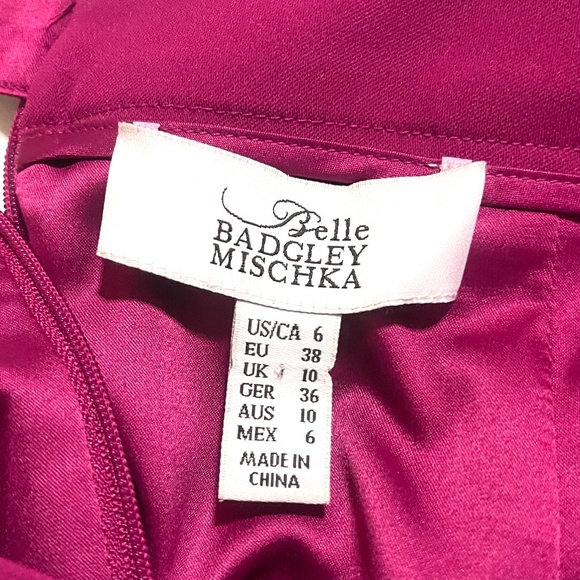 Belle
BADGLEY
MISCHKA
US/CA 6
EU 38
UK 10
GER 36
AUS 10
MEX 6
MADE IN
CHINA